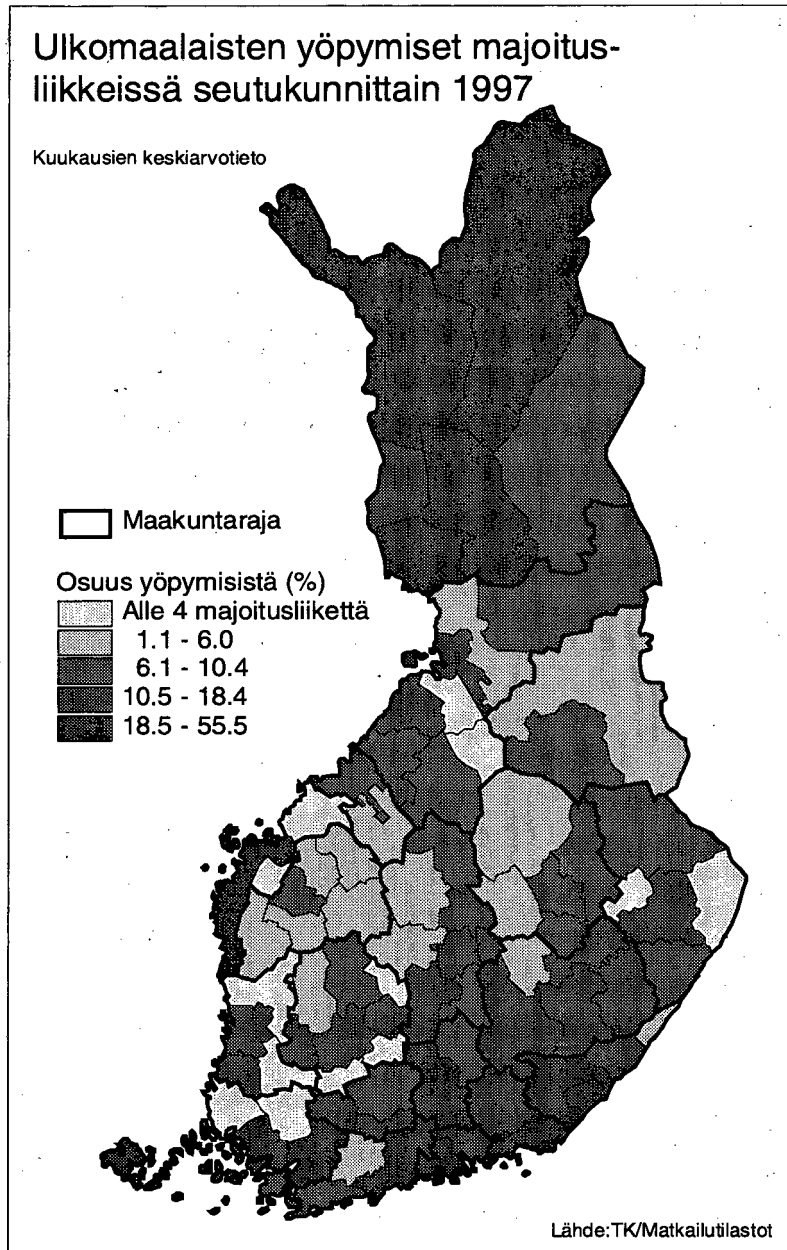 Ulkomaalaisten yöpymiset majoitus-
liikkeissä seutukunnittain 1997
Kuukausien keskiarvotieto
Maakuntaraja
Osuus yöpymisistä (%)
Alle 4 majoitusliikettä
1.1 - 6.0
6.1 - 10.4
10.5 - 18.4
18.5 - 55.5
Lähde:TK/Matkailutilastot